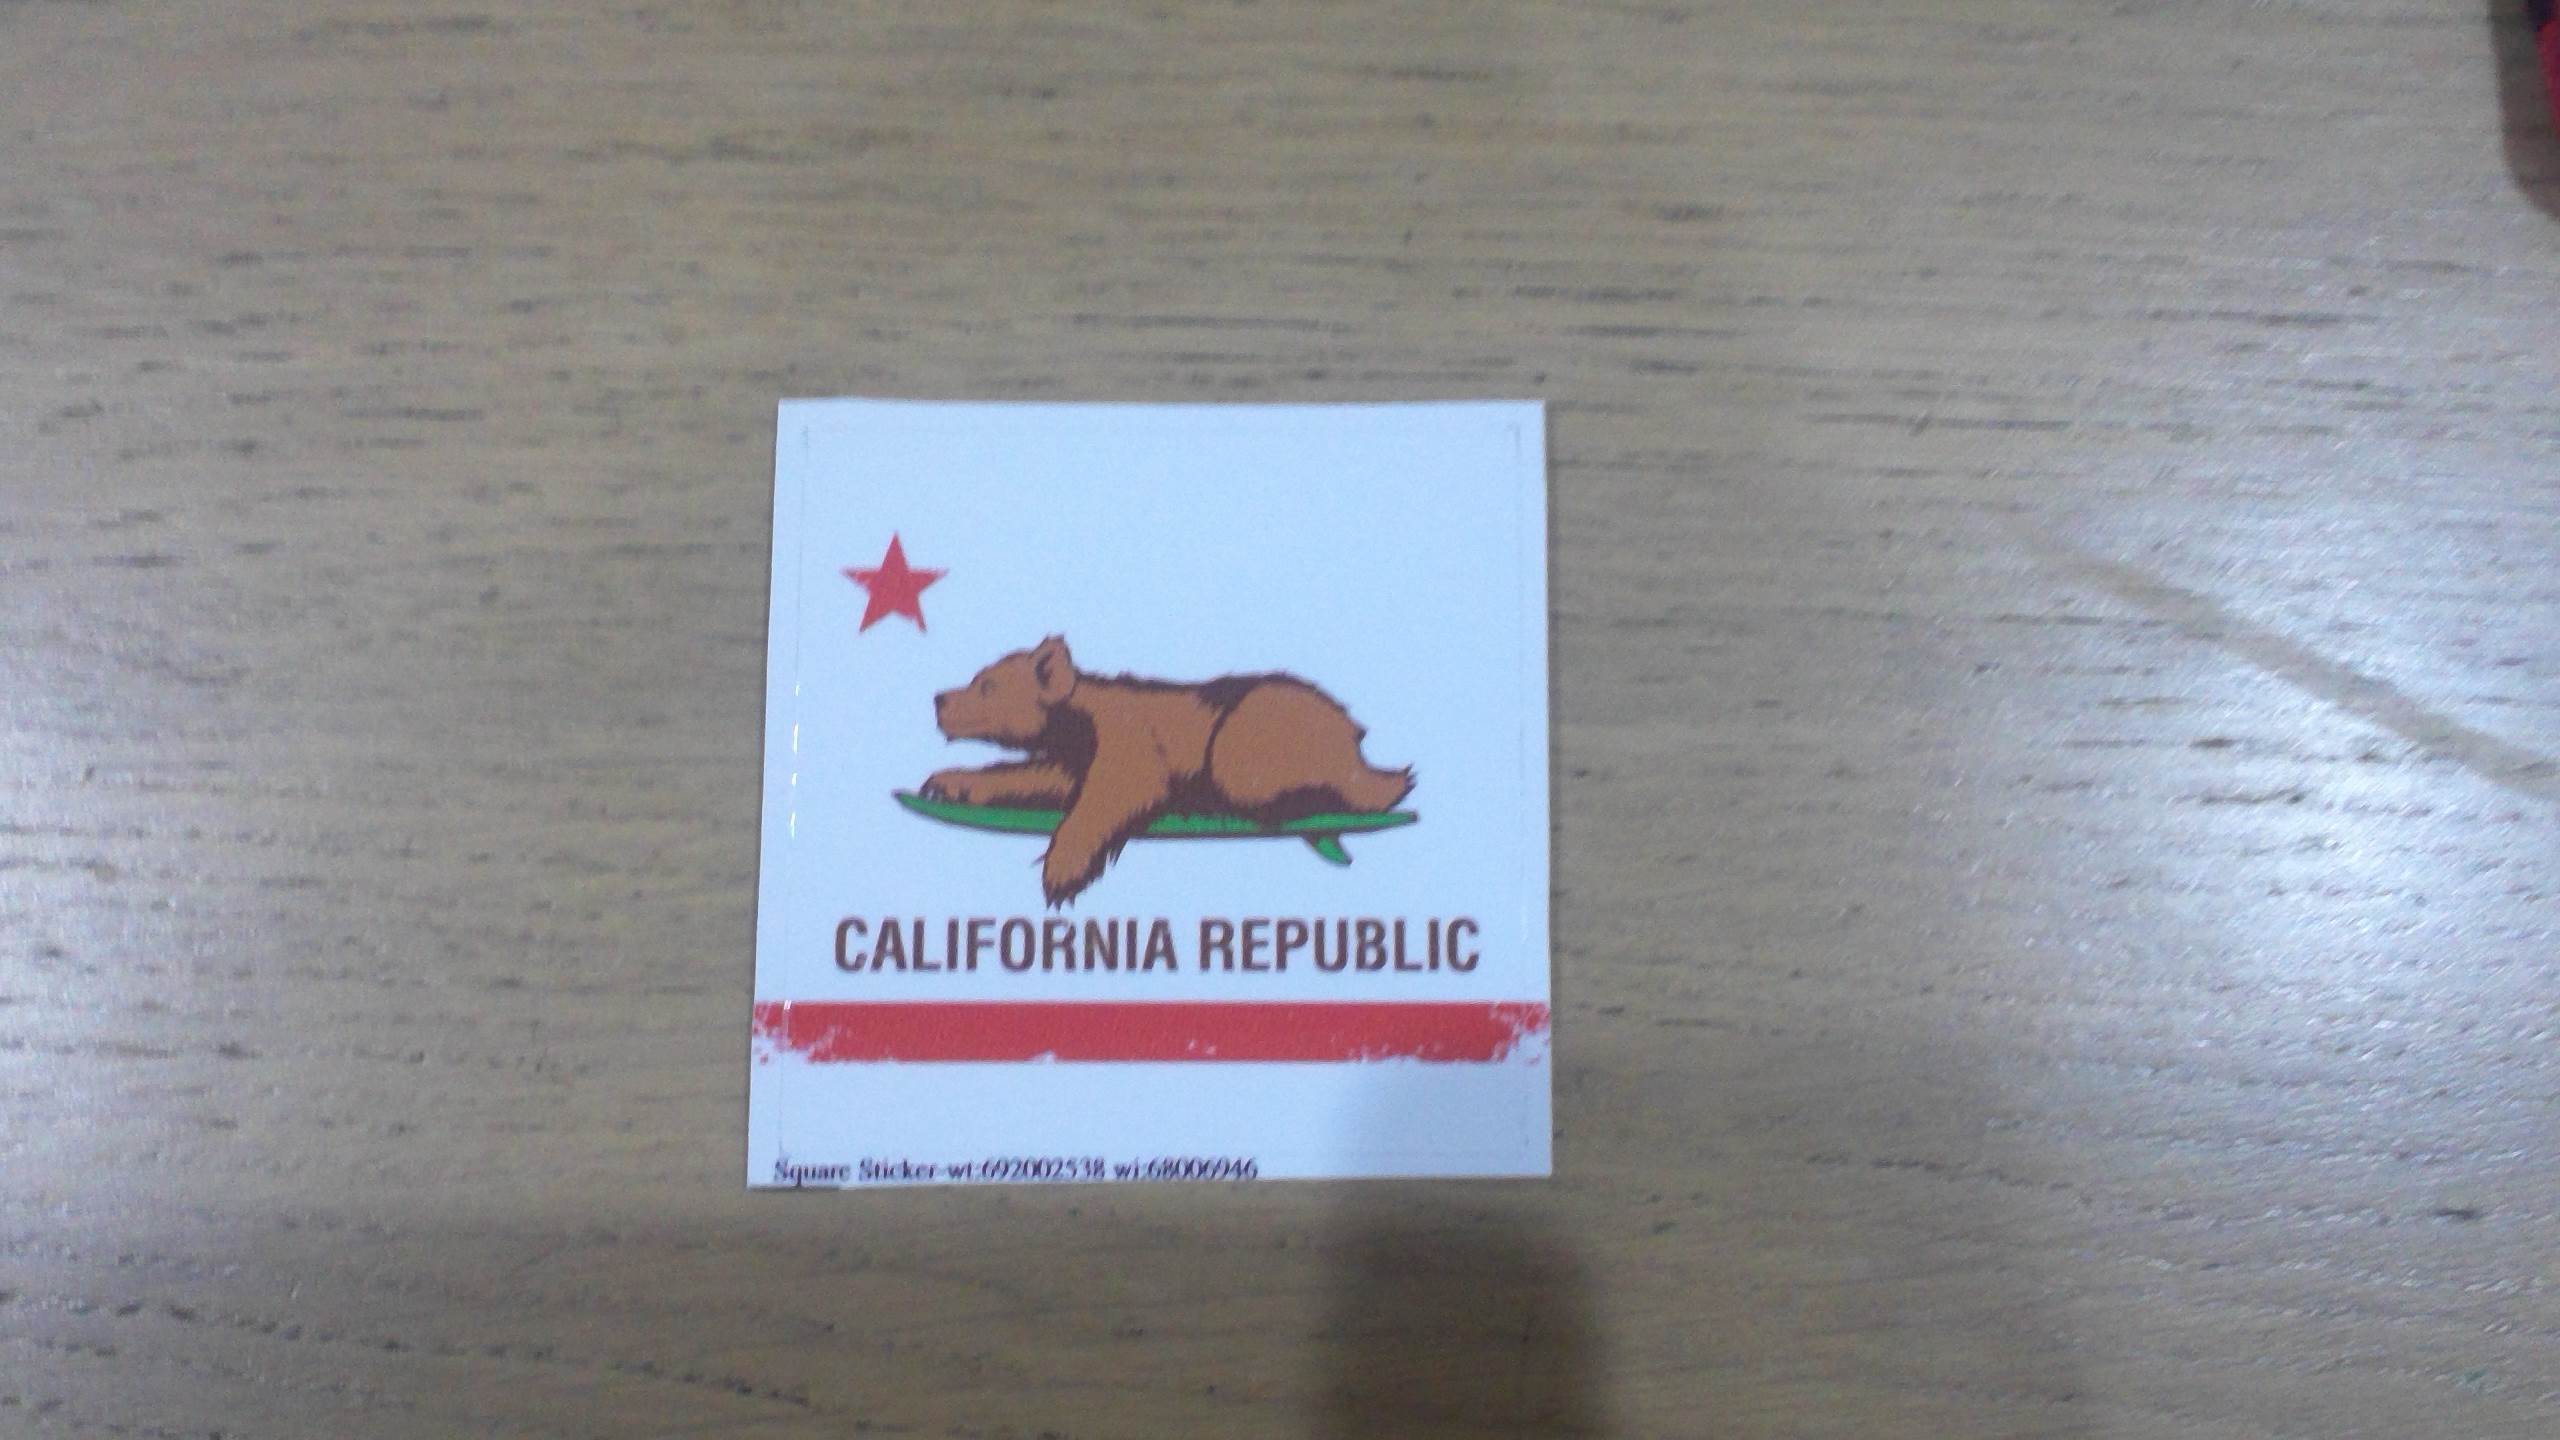 CALIFORNIA REPUBLIC
Square Sticker-wt:692002538 wi:68006946